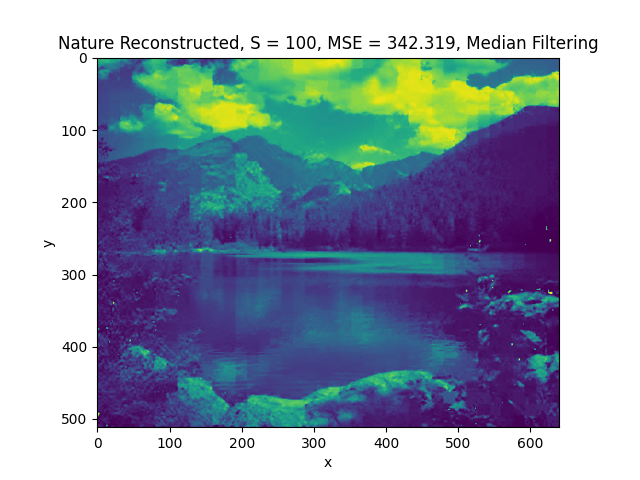 Nature Reconstructed, S = 100, MSE = 342.319, Median Filtering
0
100
200
300
400
500
y
0 100 200 300 400 500 600
x